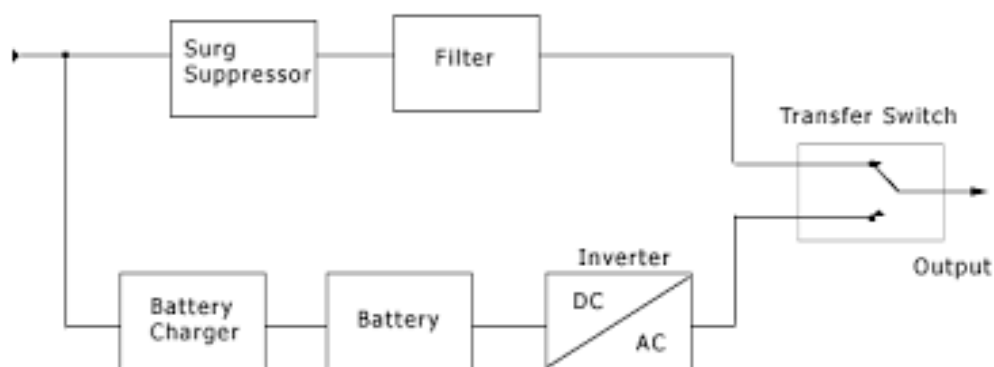 Surg
Suppressor
Filter
Transfer Switch
Output
Inverter
DC
AC
Battery
Charger
Battery